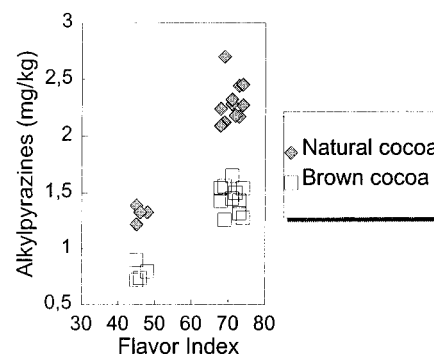 3
2,5
2
1,5
1
0,5
30 40 50 60 70 80
Flavor Index
Alkylpyrazines (mg/kg)
Natural cocoa
Brown cocoa